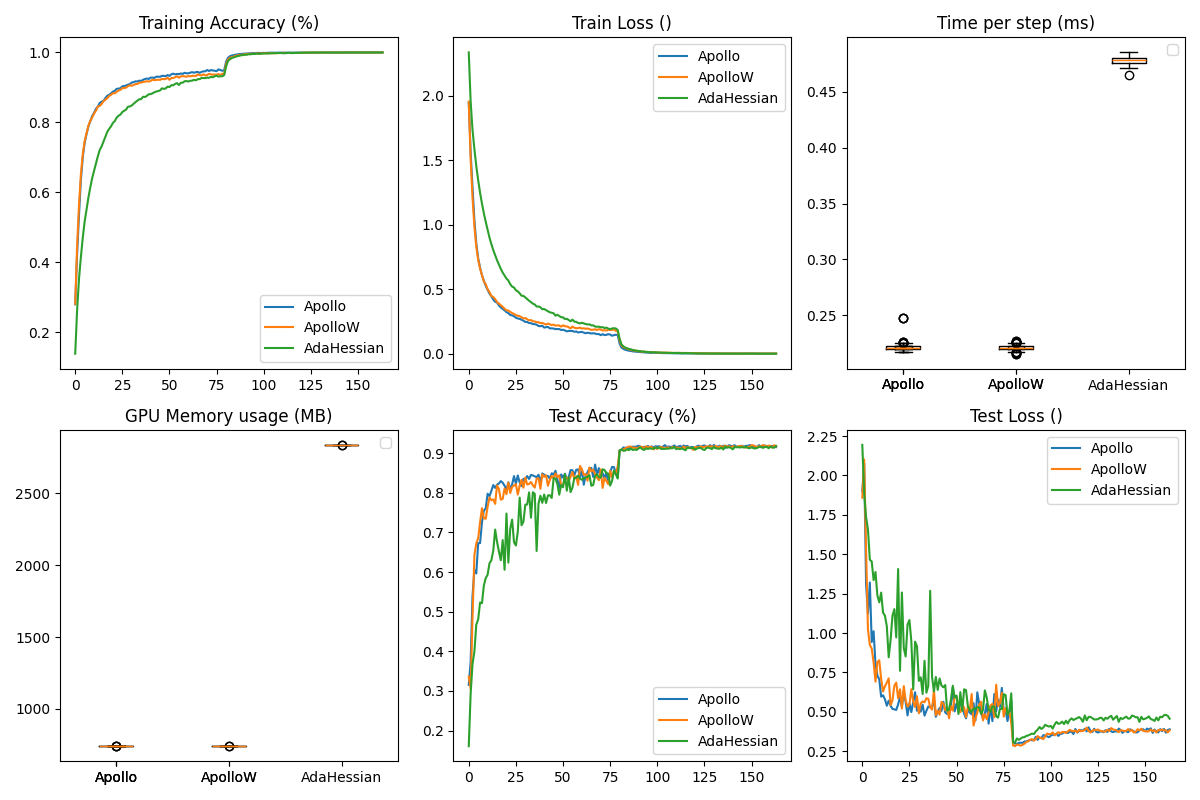 Training Accuracy (%)
1.0
0.8
0.6
0.4
0.2
0 25 50 75 100 125 150
Apollo
ApolloW
AdaHessian
Train Loss ()
2.0
1.5
1.0
0.5
0.0
0 25 50 75 100 125 150
Apollo
ApolloW
AdaHessian
Time per step (ms)
0.45
0.40
0.35
0.30
0.25
Apollo ApolloW AdaHessian
GPU Memory usage (MB)
2500
2000
1500
1000
Apollo ApolloW AdaHessian
Test Accuracy (%)
0.9
0.8
0.7
0.6
0.5
0.4
0.3
0.2
0 25 50 75 100 125 150
Apollo
ApolloW
AdaHessian
Test Loss ()
2.25
2.00
1.75
1.50
1.25
1.00
0.75
0.50
0.25
0 25 50 75 100 125 150
Apollo
ApolloW
AdaHessian